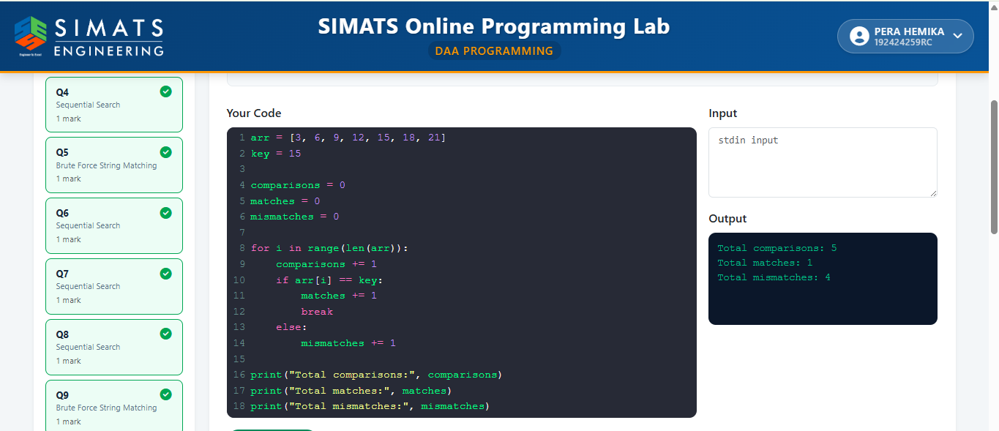 SIMATS
ENGINEERING
Engineer to Excel
SIMATS Online Programming Lab
DAA PROGRAMMING
PERA HEMIKA
192424259RC
Q4
Sequential Search
1 mark
Q5
Brute Force String Matching
1 mark
Q6
Sequential Search
1 mark
Q7
Sequential Search
1 mark
Q8
Sequential Search
1 mark
Q9
Brute Force String Matching
1 mark
Your Code
1 arr = [3, 6, 9, 12, 15, 18, 21]
2 key = 15
3
4 comparisons = 0
5 matches = 0
6 mismatches = 0
7
8 for i in range(len(arr)):
9     comparisons += 1
10     if arr[i] == key:
11         matches += 1
12         break
13     else:
14         mismatches += 1
15
16 print("Total comparisons:", comparisons)
17 print("Total matches:", matches)
18 print("Total mismatches:", mismatches)
Input
stdin input
Output
Total comparisons: 5
Total matches: 1
Total mismatches: 4